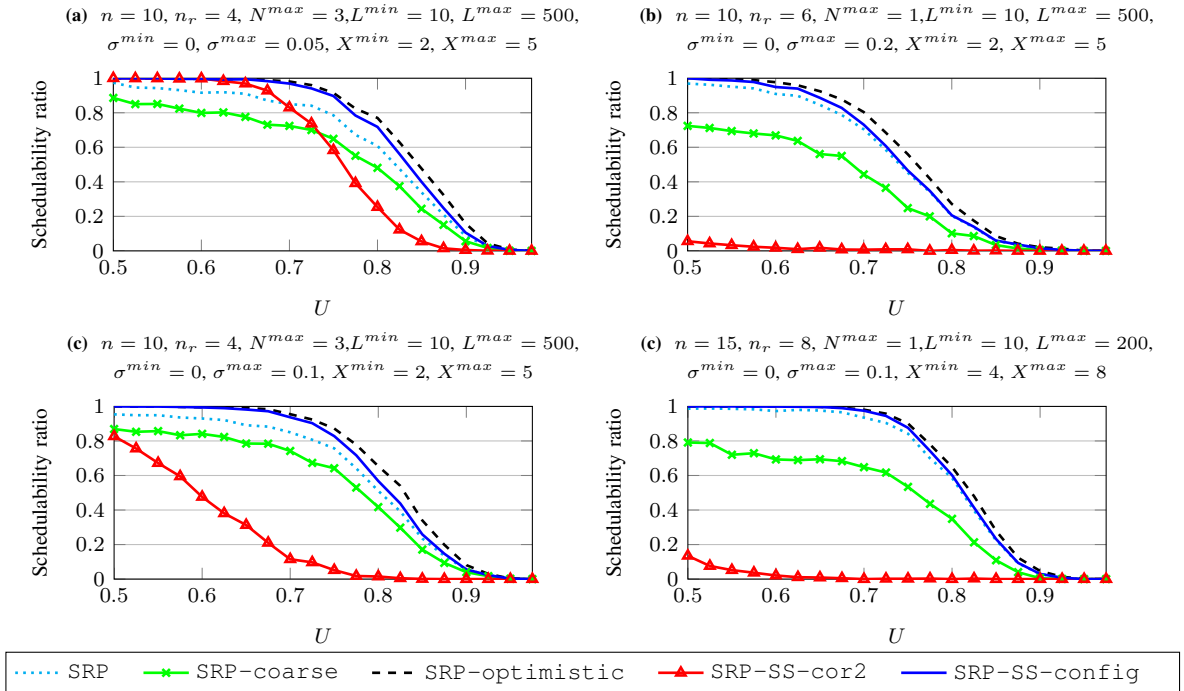 (a) n = 10, n_r = 4, N^{max} = 3,L^{min} = 10, L^{max} = 500,
σ^{min} = 0, σ^{max} = 0.05, X^{min} = 2, X^{max} = 5
Schedulability ratio
1
0.8
0.6
0.4
0.2
0
0.5 0.6 0.7 0.8 0.9
U
(b) n = 10, n_r = 6, N^{max} = 1,L^{min} = 10, L^{max} = 500,
σ^{min} = 0, σ^{max} = 0.2, X^{min} = 2, X^{max} = 5
Schedulability ratio
1
0.8
0.6
0.4
0.2
0
0.5 0.6 0.7 0.8 0.9
U
(c) n = 10, n_r = 4, N^{max} = 3,L^{min} = 10, L^{max} = 500,
σ^{min} = 0, σ^{max} = 0.1, X^{min} = 2, X^{max} = 5
Schedulability ratio
1
0.8
0.6
0.4
0.2
0
0.5 0.6 0.7 0.8 0.9
U
(c) n = 15, n_r = 8, N^{max} = 1,L^{min} = 10, L^{max} = 200,
σ^{min} = 0, σ^{max} = 0.1, X^{min} = 4, X^{max} = 8
Schedulability ratio
1
0.8
0.6
0.4
0.2
0
0.5 0.6 0.7 0.8 0.9
U
SRP SRP-coarse SRP-optimistic SRP-SS-cor2 SRP-SS-config